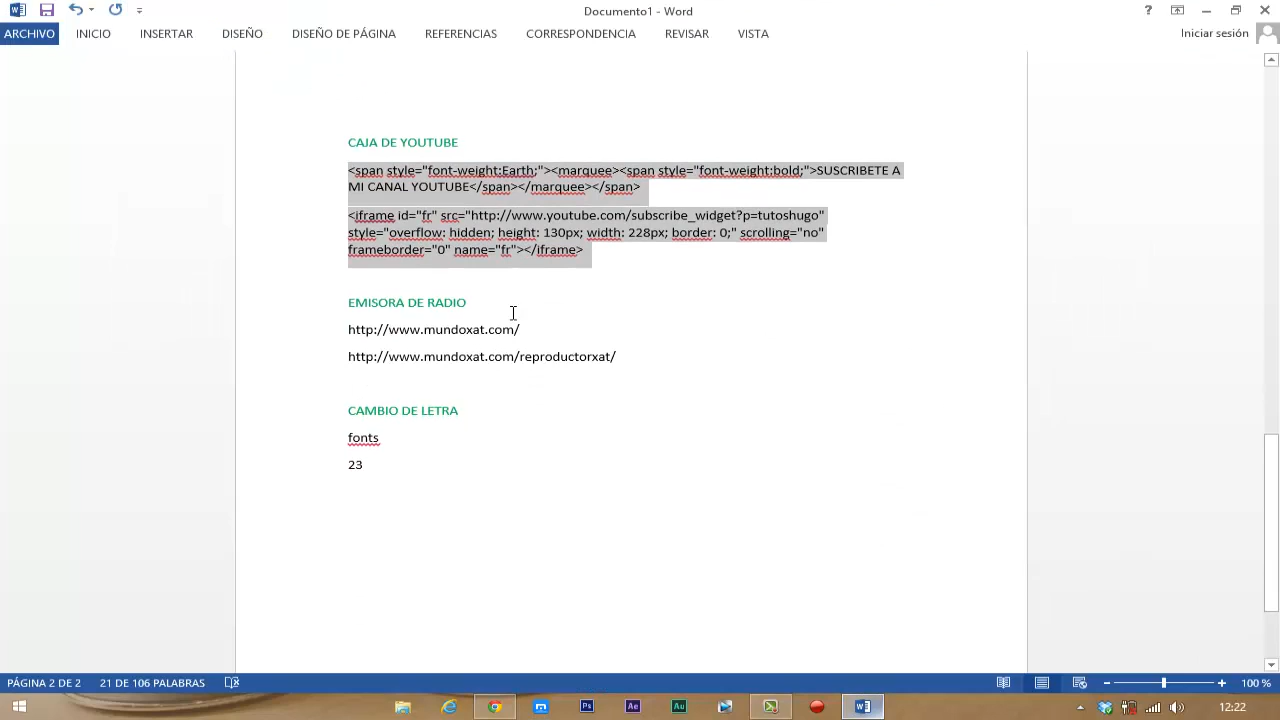 Documento1 - Word
ARCHIVO INICIO INSERTAR DISEÑO DISEÑO DE PÁGINA REFERENCIAS CORRESPONDENCIA REVISAR VISTA Iniciar sesión
CAJA DE YOUTUBE
<span style="font-weight:Earth;"><marquee><span style="font-weight:bold;">SUSCRIBETE A
MI CANAL YOUTUBE</span></marquee></span>
<iframe id="fr" src="http://www.youtube.com/subscribe_widget?p=tutoshugo"
style="overflow: hidden; height: 130px; width: 228px; border: 0;" scrolling="no"
frameborder="0" name="fr"></iframe>
EMISORA DE RADIO
http://www.mundoxat.com/
http://www.mundoxat.com/reproductorxat/
CAMBIO DE LETRA
fonts
23
PÁGINA 2 DE 2 21 DE 106 PALABRAS 100 %
Ps Ae Au 12:22